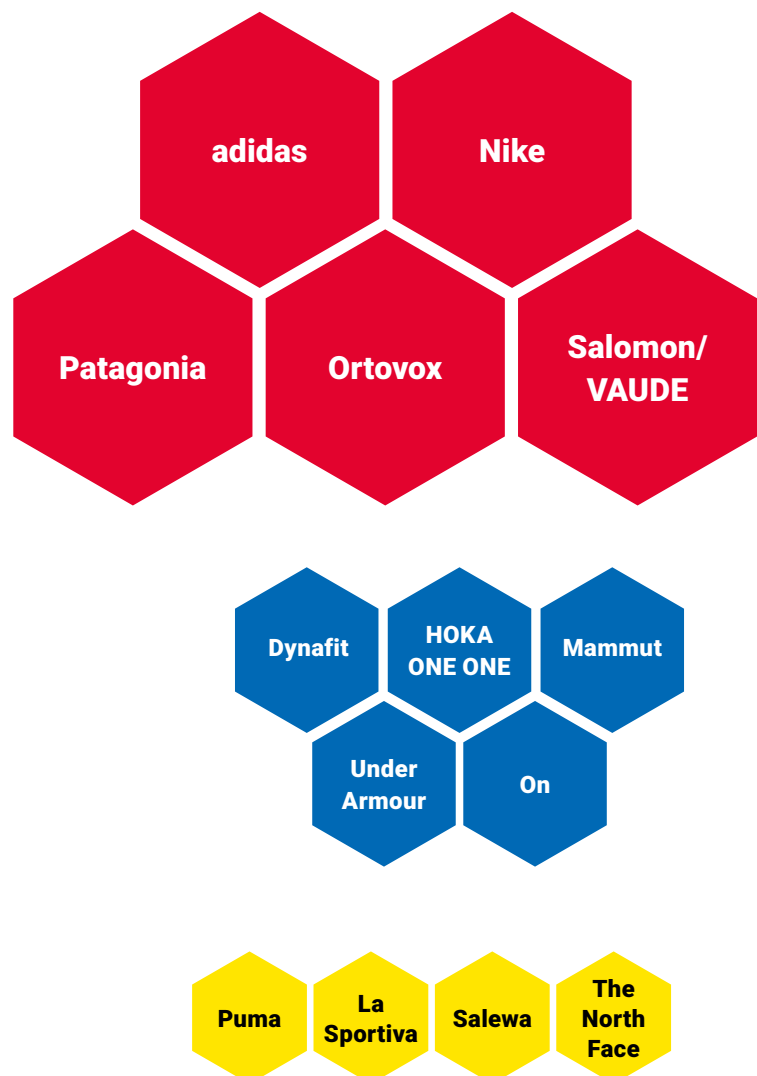 adidas
Nike
Patagonia
Ortovox
Salomon/
VAUDE
Dynafit
HOKA
ONE ONE
Mammut
Under
Armour
On
Puma
La
Sportiva
Salewa
The
North
Face